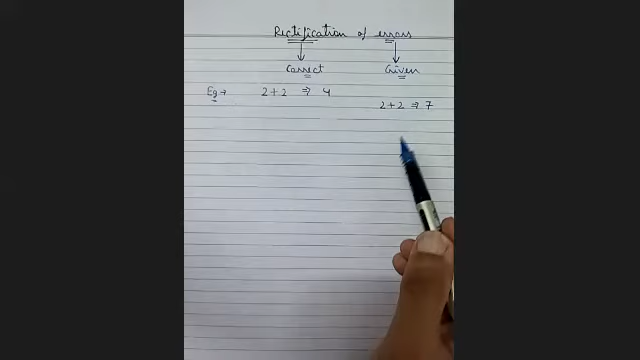 Rectification of errors
Correct Given
Eg → 2+2 ⇒ 4
2+2 ⇒ 7